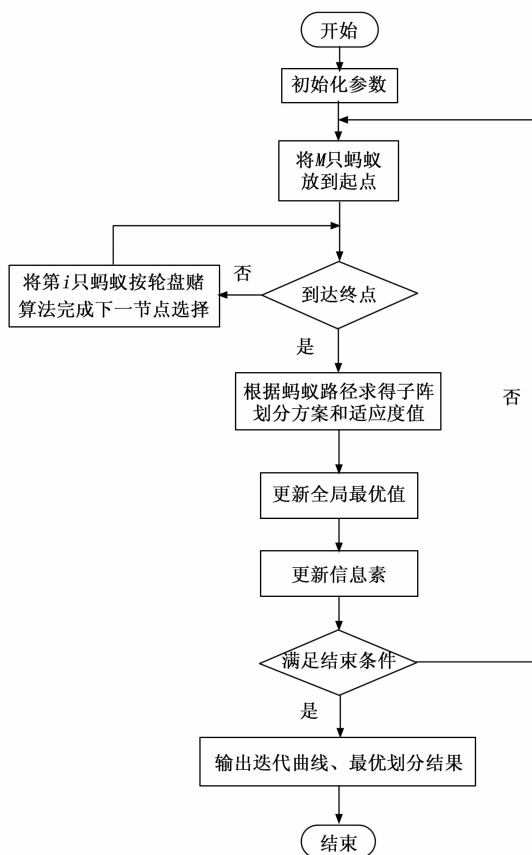 开始
初始化参数
将M只蚂蚁
放到起点
将第i只蚂蚁按轮盘赌
算法完成下一节点选择
否
到达终点
是
根据蚂蚁路径求得子阵
划分方案和适应度值
否
更新全局最优值
更新信息素
满足结束条件
是
输出迭代曲线、最优划分结果
结束